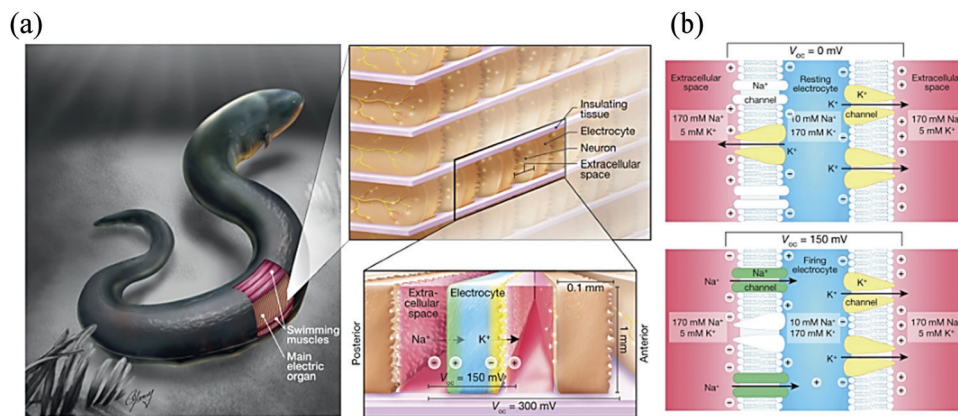 (a)
Insulating
tissue
Electrocyte
Neuron
Extracellular
space
Swimming
muscles
Main
electric organ
Posterior
Extra-
cellular
space
Electrocyte
0.1 mm
Na⁺
K⁺
1 mm
Anterior
V_oc = 150 mV
V_oc = 300 mV
(b)
V_oc = 0 mV
Extracellular
space
Na⁺
channel
Resting
electrocyte
K⁺
K⁺
channel
Extracellular
space
170 mM Na⁺
5 mM K⁺
10 mM Na⁺
170 mM K⁺
170 mM Na⁺
5 mM K⁺
K⁺
K⁺
V_oc = 150 mV
Na⁺
Na⁺
channel
Firing
electrocyte
K⁺
K⁺
channel
170 mM Na⁺
5 mM K⁺
10 mM Na⁺
170 mM K⁺
170 mM Na⁺
5 mM K⁺
K⁺
Na⁺